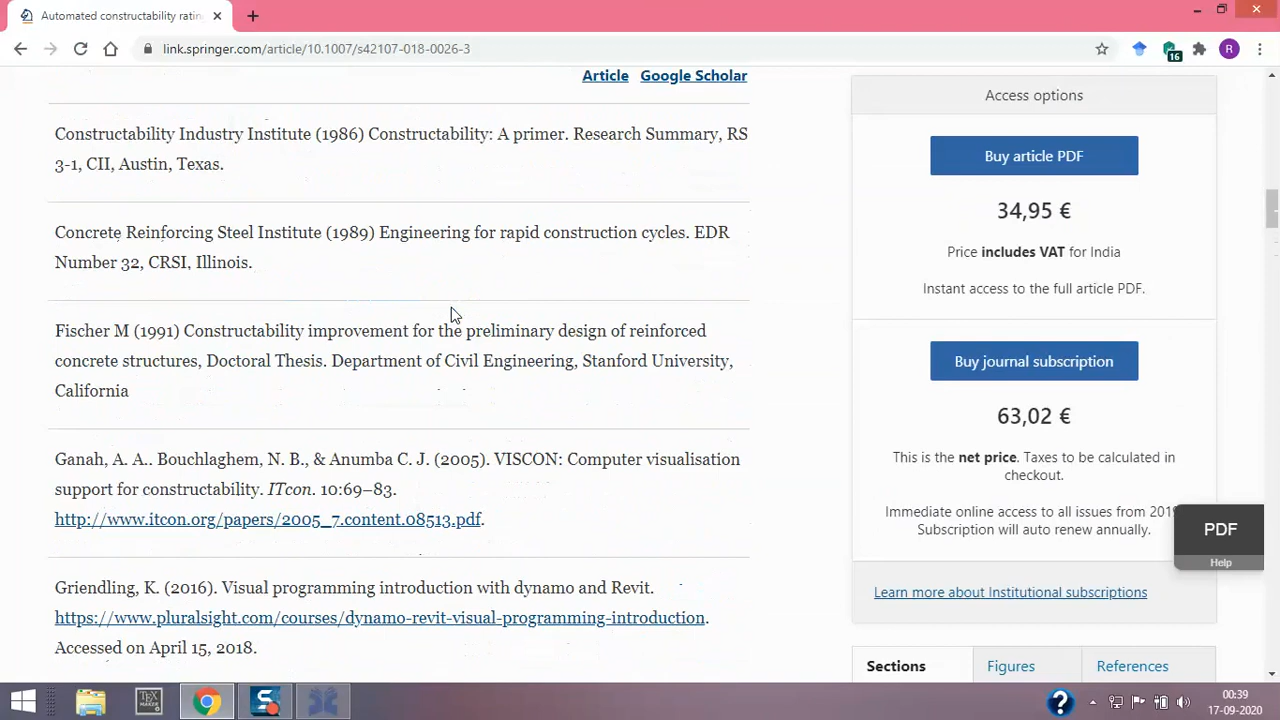 Automated constructability ratin
link.springer.com/article/10.1007/s42107-018-0026-3
16
R
Article Google Scholar
Constructability Industry Institute (1986) Constructability: A primer. Research Summary, RS
3-1, CII, Austin, Texas.
Concrete Reinforcing Steel Institute (1989) Engineering for rapid construction cycles. EDR
Number 32, CRSI, Illinois.
Fischer M (1991) Constructability improvement for the preliminary design of reinforced
concrete structures, Doctoral Thesis. Department of Civil Engineering, Stanford University,
California
Ganah, A. A.. Bouchlaghem, N. B., & Anumba C. J. (2005). VISCON: Computer visualisation
support for constructability. ITcon. 10:69–83.
http://www.itcon.org/papers/2005_7.content.08513.pdf.
Griendling, K. (2016). Visual programming introduction with dynamo and Revit.
https://www.pluralsight.com/courses/dynamo-revit-visual-programming-introduction.
Accessed on April 15, 2018.
Access options
Buy article PDF
34,95 €
Price includes VAT for India
Instant access to the full article PDF.
Buy journal subscription
63,02 €
This is the net price. Taxes to be calculated in
checkout.
Immediate online access to all issues from 2019
Subscription will auto renew annually.
Learn more about Institutional subscriptions
Sections Figures References
PDF
Help
TEX
MAKER
S
00:39
17-09-2020